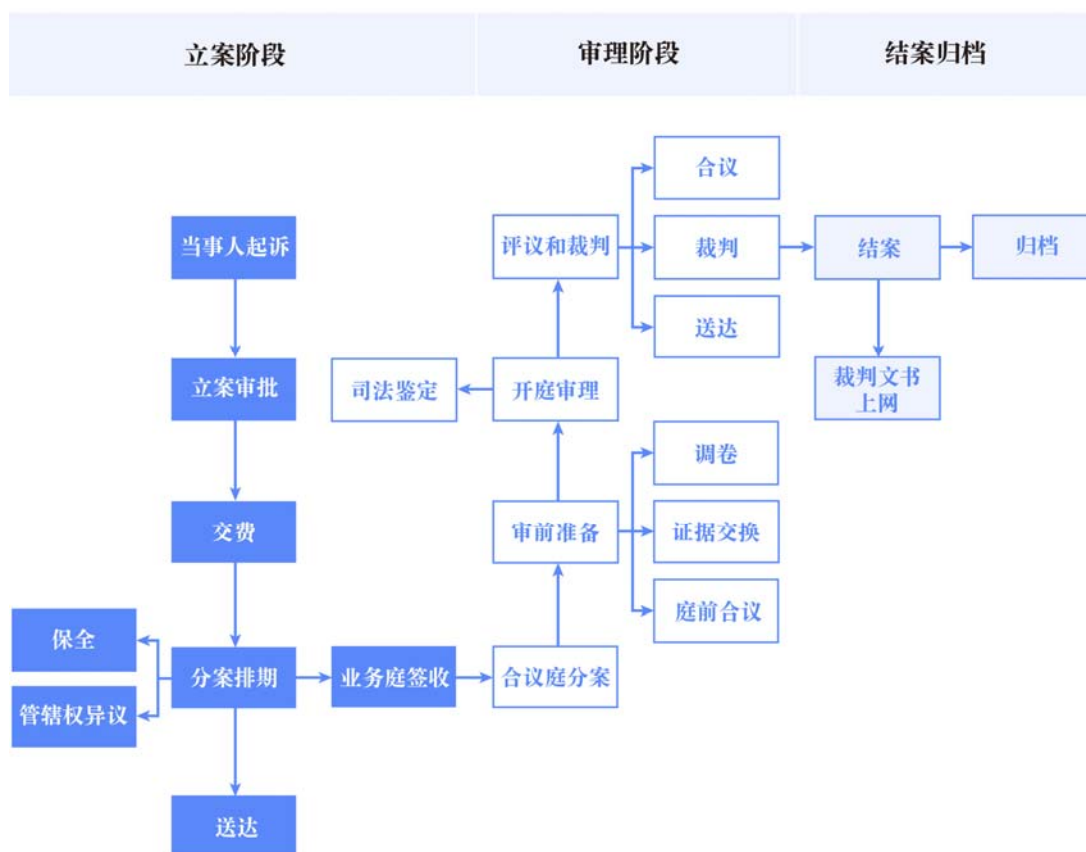 立案阶段
审理阶段
结案归档
合议
当事人起诉
评议和裁判
裁判
结案
归档
送达
立案审批
司法鉴定
开庭审理
裁判文书
上网
调卷
交费
审前准备
证据交换
庭前合议
保全
分案排期
业务庭签收
合议庭分案
管辖权异议
送达